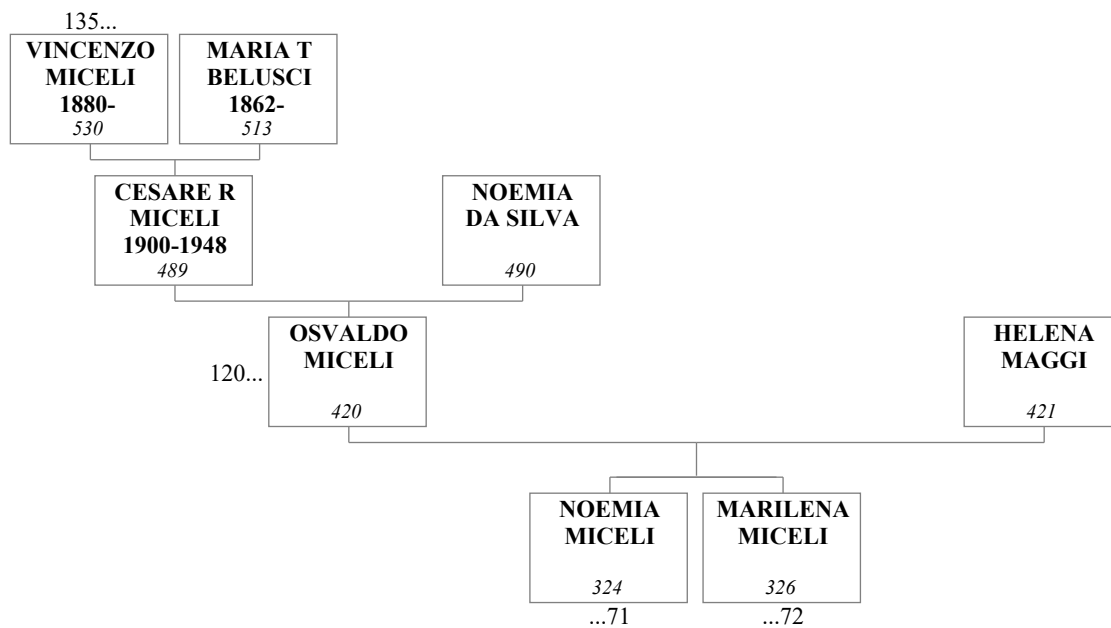 135...
VINCENZO
MICELI
1880-
530
MARIA T
BELUSCI
1862-
513
CESARE R
MICELI
1900-1948
489
NOEMIA
DA SILVA
490
120...
OSVALDO
MICELI
420
HELENA
MAGGI
421
NOEMIA
MICELI
324
...71
MARILENA
MICELI
326
...72